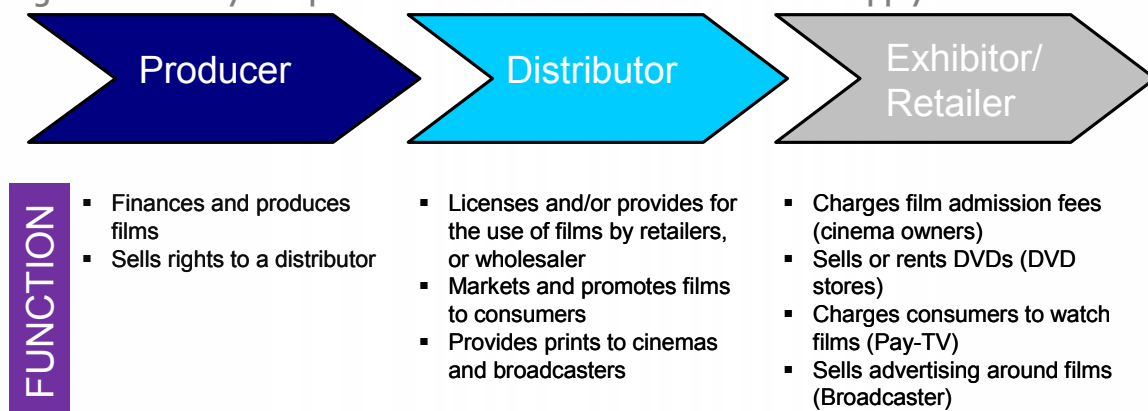 Producer
Distributor
Exhibitor/
Retailer
FUNCTION
▪ Finances and produces
films
▪ Sells rights to a distributor
▪ Licenses and/or provides for
the use of films by retailers,
or wholesaler
▪ Markets and promotes films
to consumers
▪ Provides prints to cinemas
and broadcasters
▪ Charges film admission fees
(cinema owners)
▪ Sells or rents DVDs (DVD
stores)
▪ Charges consumers to watch
films (Pay-TV)
▪ Sells advertising around films
(Broadcaster)